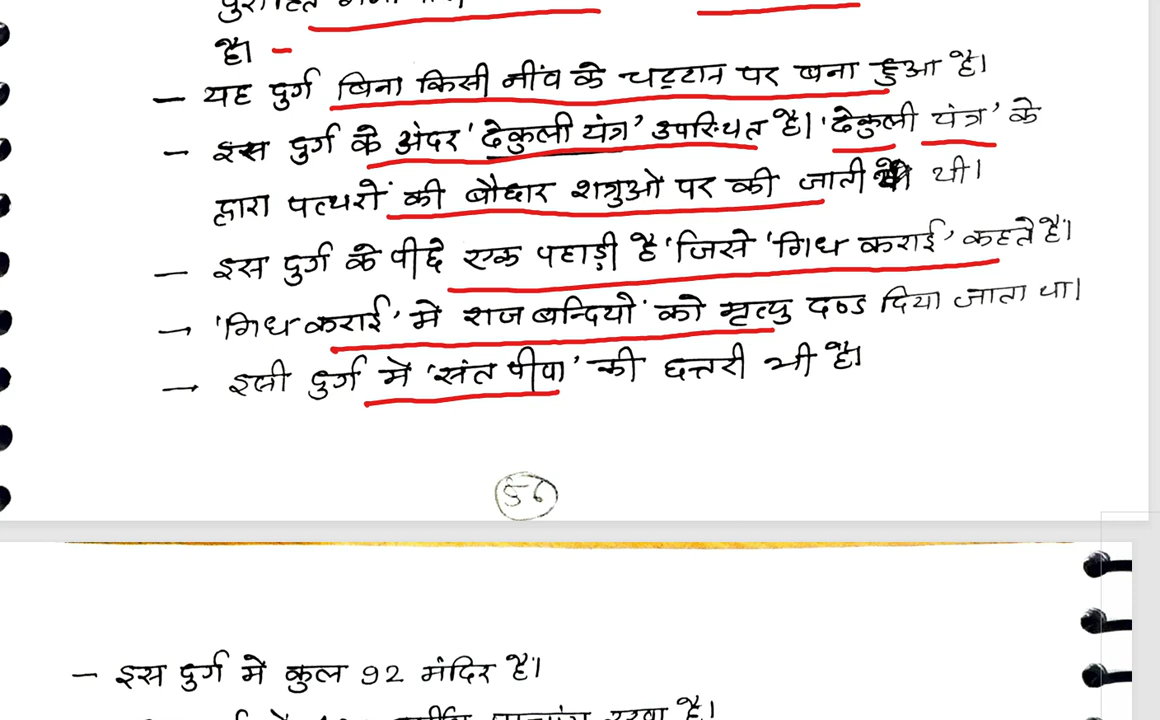 है।
— यह दुर्ग बिना किसी नींव के चट्टान पर बना हुआ है।
— इस दुर्ग के अंदर 'ढेकुली यंत्र' उपस्थित है। 'ढेकुली यंत्र' के
द्वारा पत्थरों की बौछार शत्रुओं पर की जाती थी।
— इस दुर्ग के पीछे एक पहाड़ी है 'जिसे 'गिध कराई' कहते हैं।
→ 'गिध कराई' में राज बन्दियों को मृत्यु दण्ड दिया जाता था।
→ इसी दुर्ग में 'संत पीपा' की छत्तरी भी है।
56
— इस दुर्ग में कुल 92 मंदिर है।